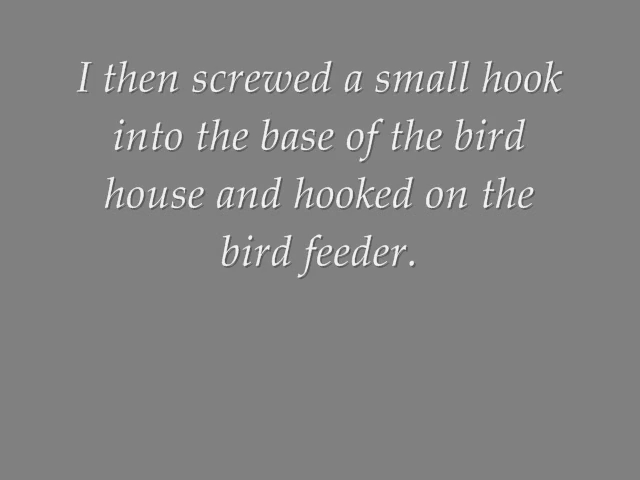 I then screwed a small hook
into the base of the bird
house and hooked on the
bird feeder.